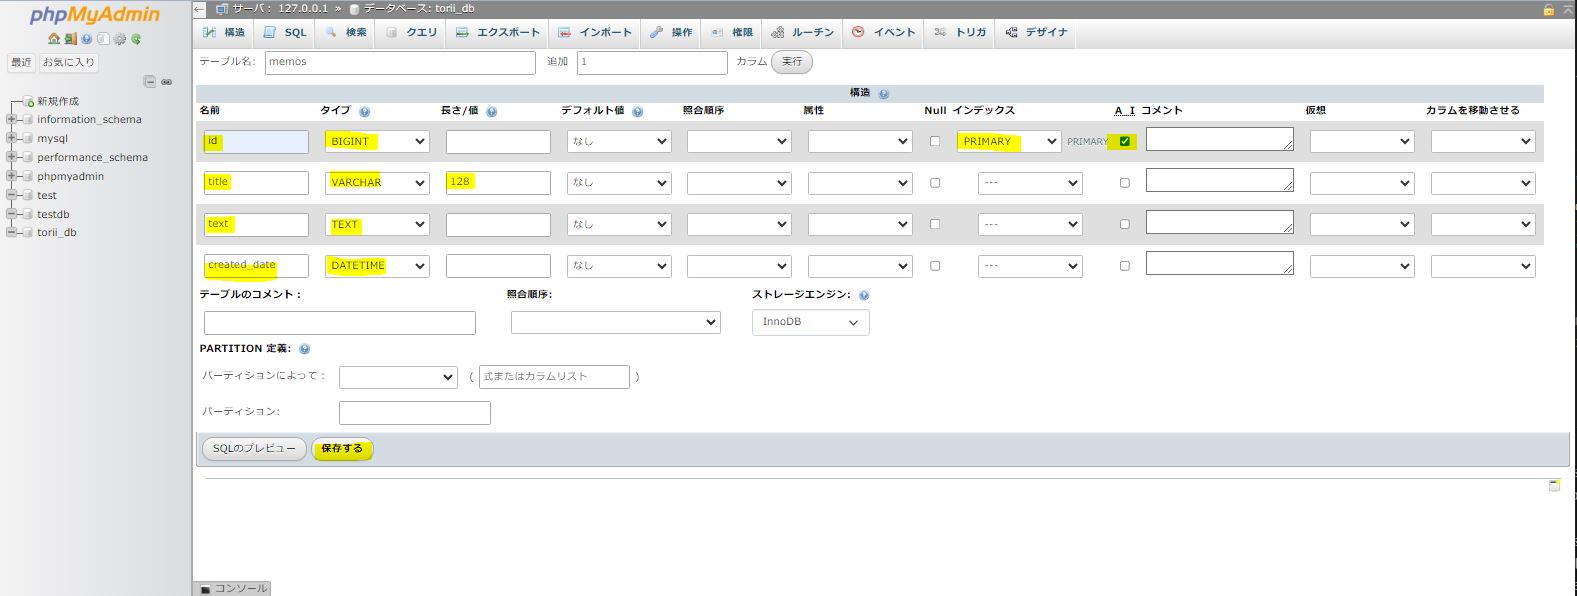 phpMyAdmin
最近 お気に入り
新規作成
information_schema
mysql
performance_schema
phpmyadmin
test
testdb
torii_db
サーバ： 127.0.0.1 » データベース: torii_db
構造 SQL 検索 クエリ エクスポート インポート 操作 権限 ルーチン イベント トリガ デザイナ
テーブル名: memos 追加 1 カラム 実行
構造
名前 タイプ 長さ/値 デフォルト値 照合順序 属性 Null インデックス A_I コメント 仮想 カラムを移動させる
id BIGINT なし PRIMARY PRIMARY
title VARCHAR 128 なし ---
text TEXT なし ---
created_date DATETIME なし ---
テーブルのコメント： 照合順序: ストレージエンジン:
InnoDB
PARTITION 定義:
パーティションによって： ( 式またはカラムリスト )
パーティション:
SQLのプレビュー 保存する
コンソール